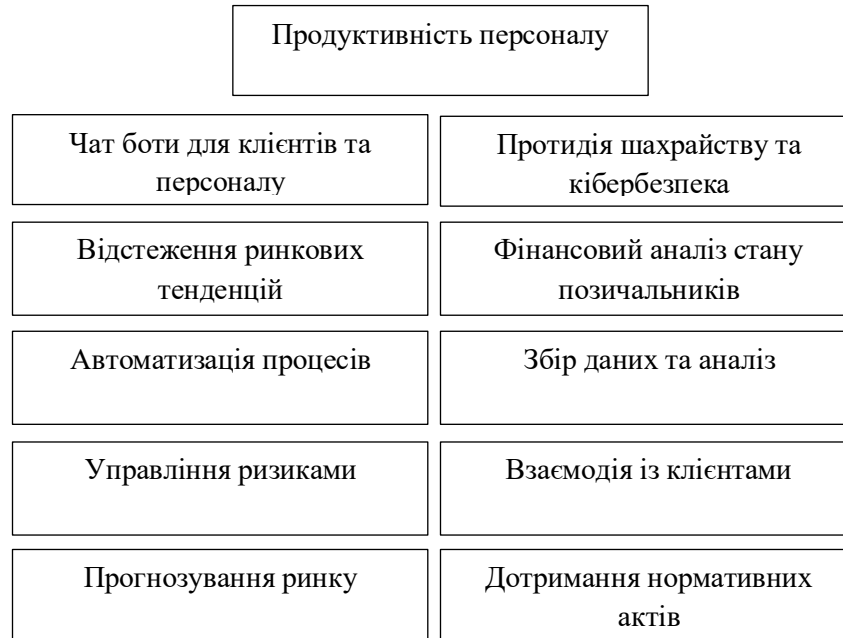 Продуктивність персоналу
Чат боти для клієнтів та
персоналу
Протидія шахрайству та
кібербезпека
Відстеження ринкових
тенденцій
Фінансовий аналіз стану
позичальників
Автоматизація процесів
Збір даних та аналіз
Управління ризиками
Взаємодія із клієнтами
Прогнозування ринку
Дотримання нормативних
актів